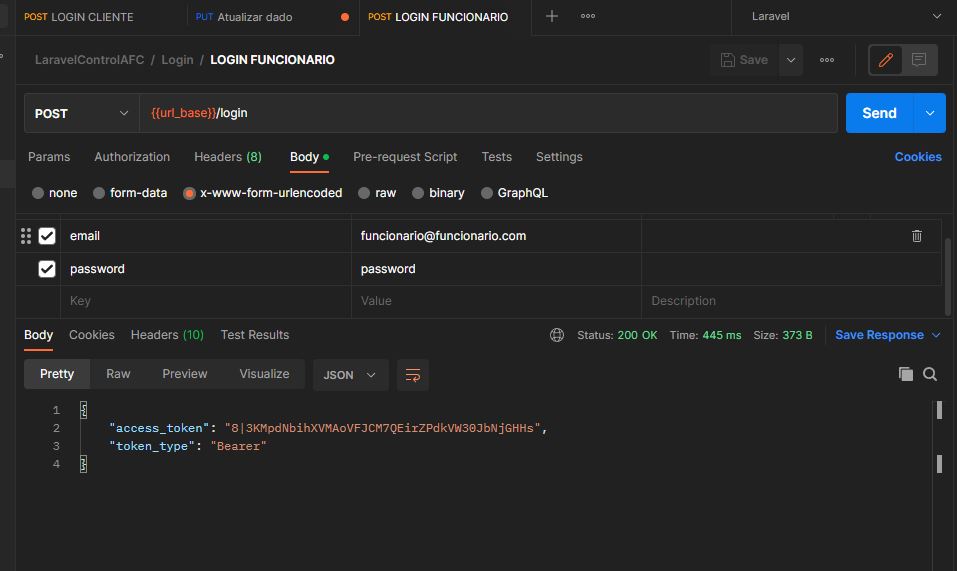 POST LOGIN CLIENTE PUT Atualizar dado POST LOGIN FUNCIONARIO Laravel
LaravelControlAFC / Login / LOGIN FUNCIONARIO Save
POST {{url_base}}/login Send
Params Authorization Headers (8) Body Pre-request Script Tests Settings Cookies
none form-data x-www-form-urlencoded raw binary GraphQL
email funcionario@funcionario.com
password password
Key Value Description
Body Cookies Headers (10) Test Results Status: 200 OK Time: 445 ms Size: 373 B Save Response
Pretty Raw Preview Visualize JSON
1 {
2 "access_token": "8|3KMpdNbihXVMAoVFJCM7QEirZPdkVW30JbNjGHHs",
3 "token_type": "Bearer"
4 }